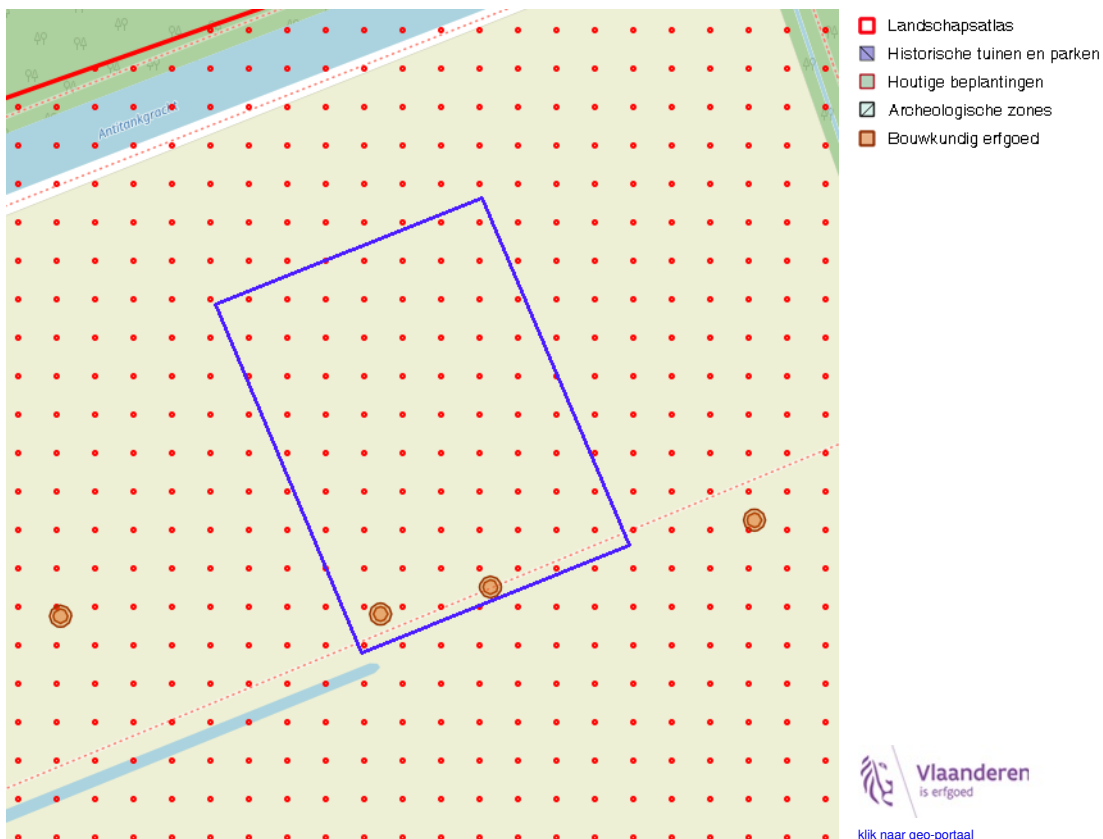 Antitankgracht
Landschapsatlas
Historische tuinen en parken
Houtige beplantingen
Archeologische zones
Bouwkundig erfgoed
Vlaanderen
is erfgoed
klik naar geo-portaal